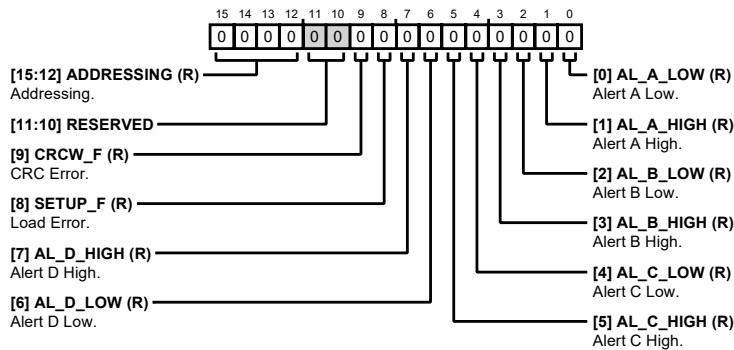 15 14 13 12 11 10 9 8 7 6 5 4 3 2 1 0
0 0 0 0 0 0 0 0 0 0 0 0 0 0 0 0
[15:12] ADDRESSING (R)
Addressing.
[11:10] RESERVED
[9] CRCW_F (R)
CRC Error.
[8] SETUP_F (R)
Load Error.
[7] AL_D_HIGH (R)
Alert D High.
[6] AL_D_LOW (R)
Alert D Low.
[0] AL_A_LOW (R)
Alert A Low.
[1] AL_A_HIGH (R)
Alert A High.
[2] AL_B_LOW (R)
Alert B Low.
[3] AL_B_HIGH (R)
Alert B High.
[4] AL_C_LOW (R)
Alert C Low.
[5] AL_C_HIGH (R)
Alert C High.